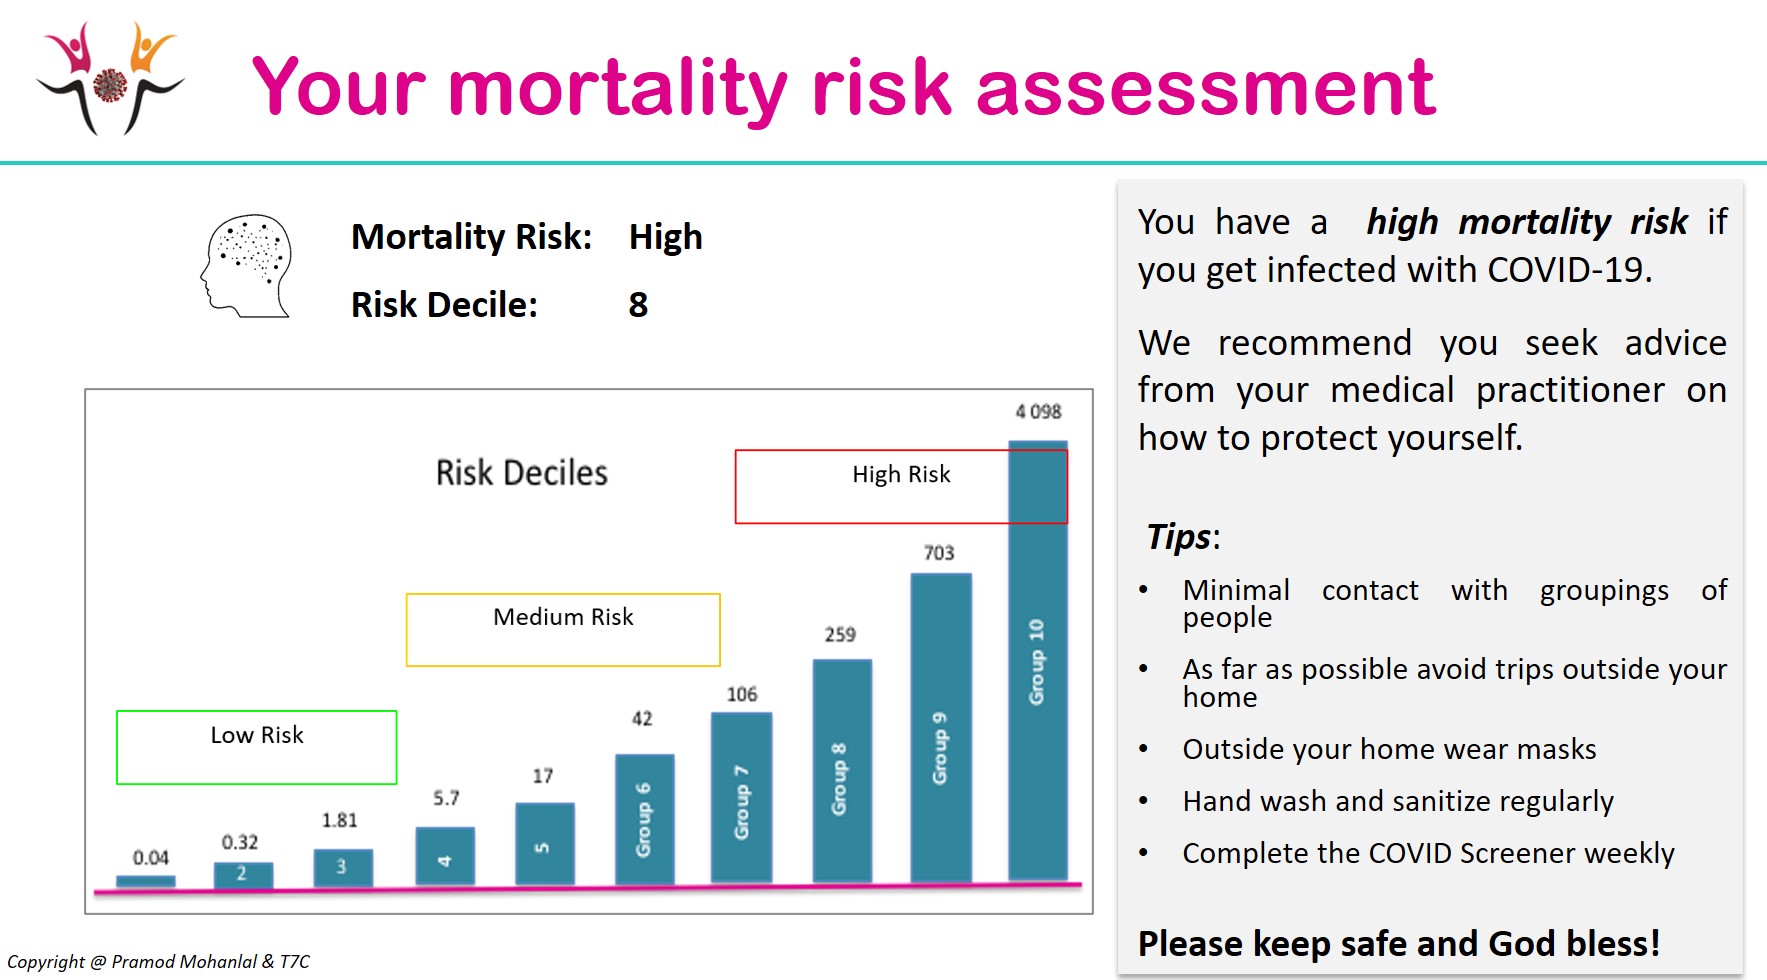 Your mortality risk assessment
Mortality Risk: High
Risk Decile: 8
Risk Deciles
Low Risk
Medium Risk
High Risk
0.04
0.32
1.81
5.7
17
42
106
259
703
4 098
2
3
4
5
Group 6
Group 7
Group 8
Group 9
Group 10
You have a high mortality risk if
you get infected with COVID-19.
We recommend you seek advice
from your medical practitioner on
how to protect yourself.
Tips:
• Minimal contact with groupings of
people
• As far as possible avoid trips outside your
home
• Outside your home wear masks
• Hand wash and sanitize regularly
• Complete the COVID Screener weekly
Please keep safe and God bless!
Copyright @ Pramod Mohanlal & T7C